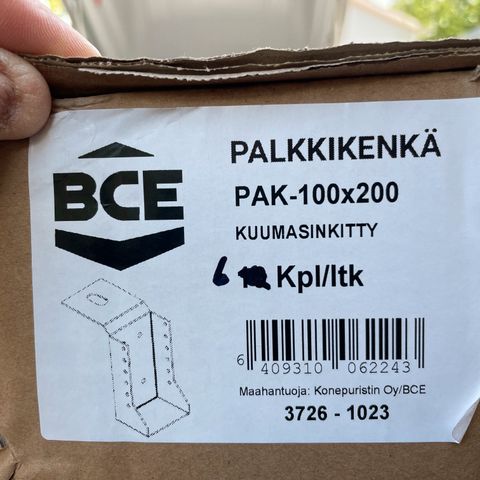 BCE
PALKKIKENKÄ
PAK-100x200
KUUMASINKITTY
6 Kpl/ltk
6 409310 062243
Maahantuoja: Konepuristin Oy/BCE
3726 - 1023